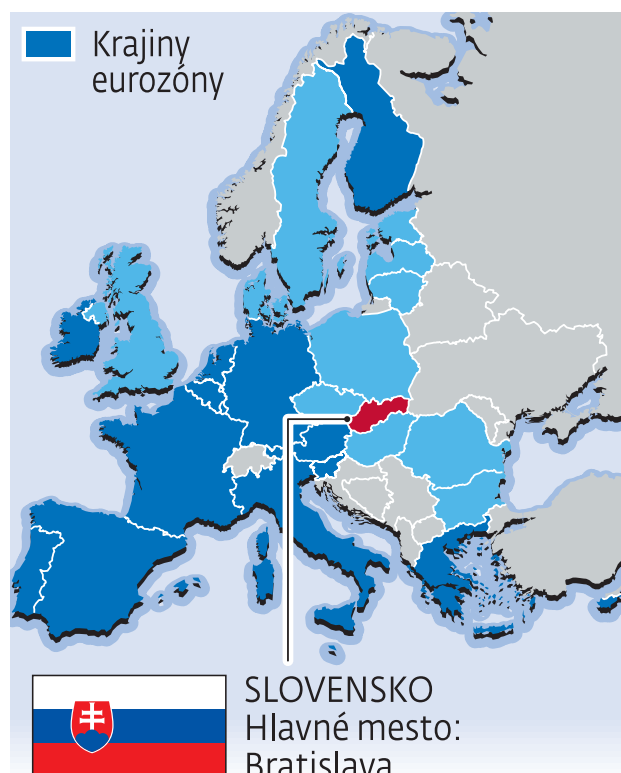 Krajiny
eurozóny
SLOVENSKO
Hlavné mesto:
Bratislava